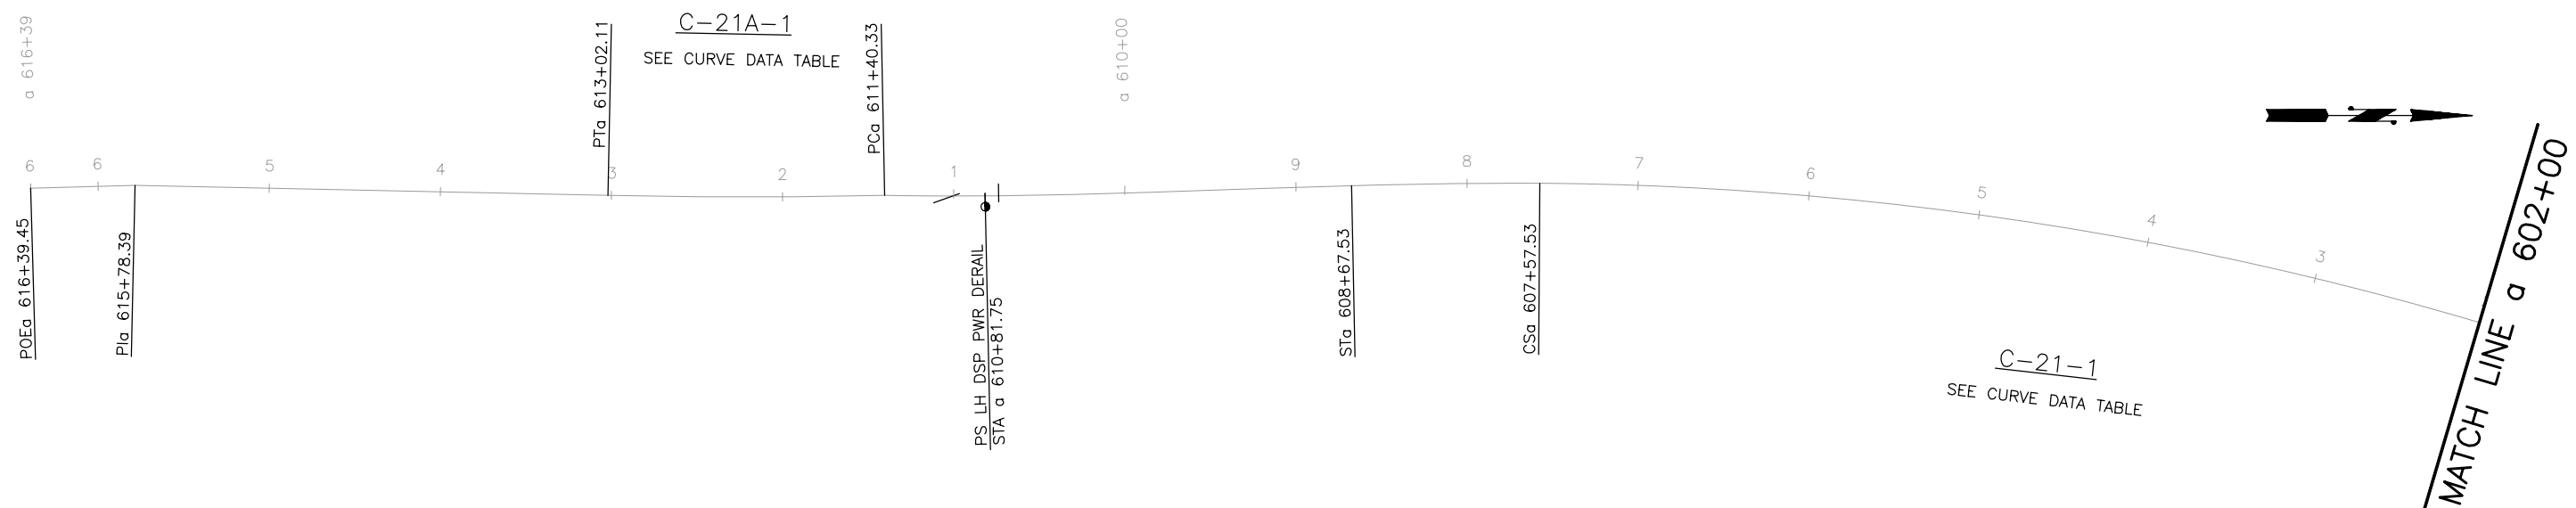 a 616+39
C-21A-1
SEE CURVE DATA TABLE
PTa 613+02.11
PCa 611+40.33
a 610+00
6
6
5
4
3
2
1
9
8
7
6
5
4
3
POEa 616+39.45
PIa 615+78.39
PS LH DSP PWR DERAIL
STA a 610+81.75
STa 608+67.53
CSa 607+57.53
C-21-1
SEE CURVE DATA TABLE
MATCH LINE a 602+00